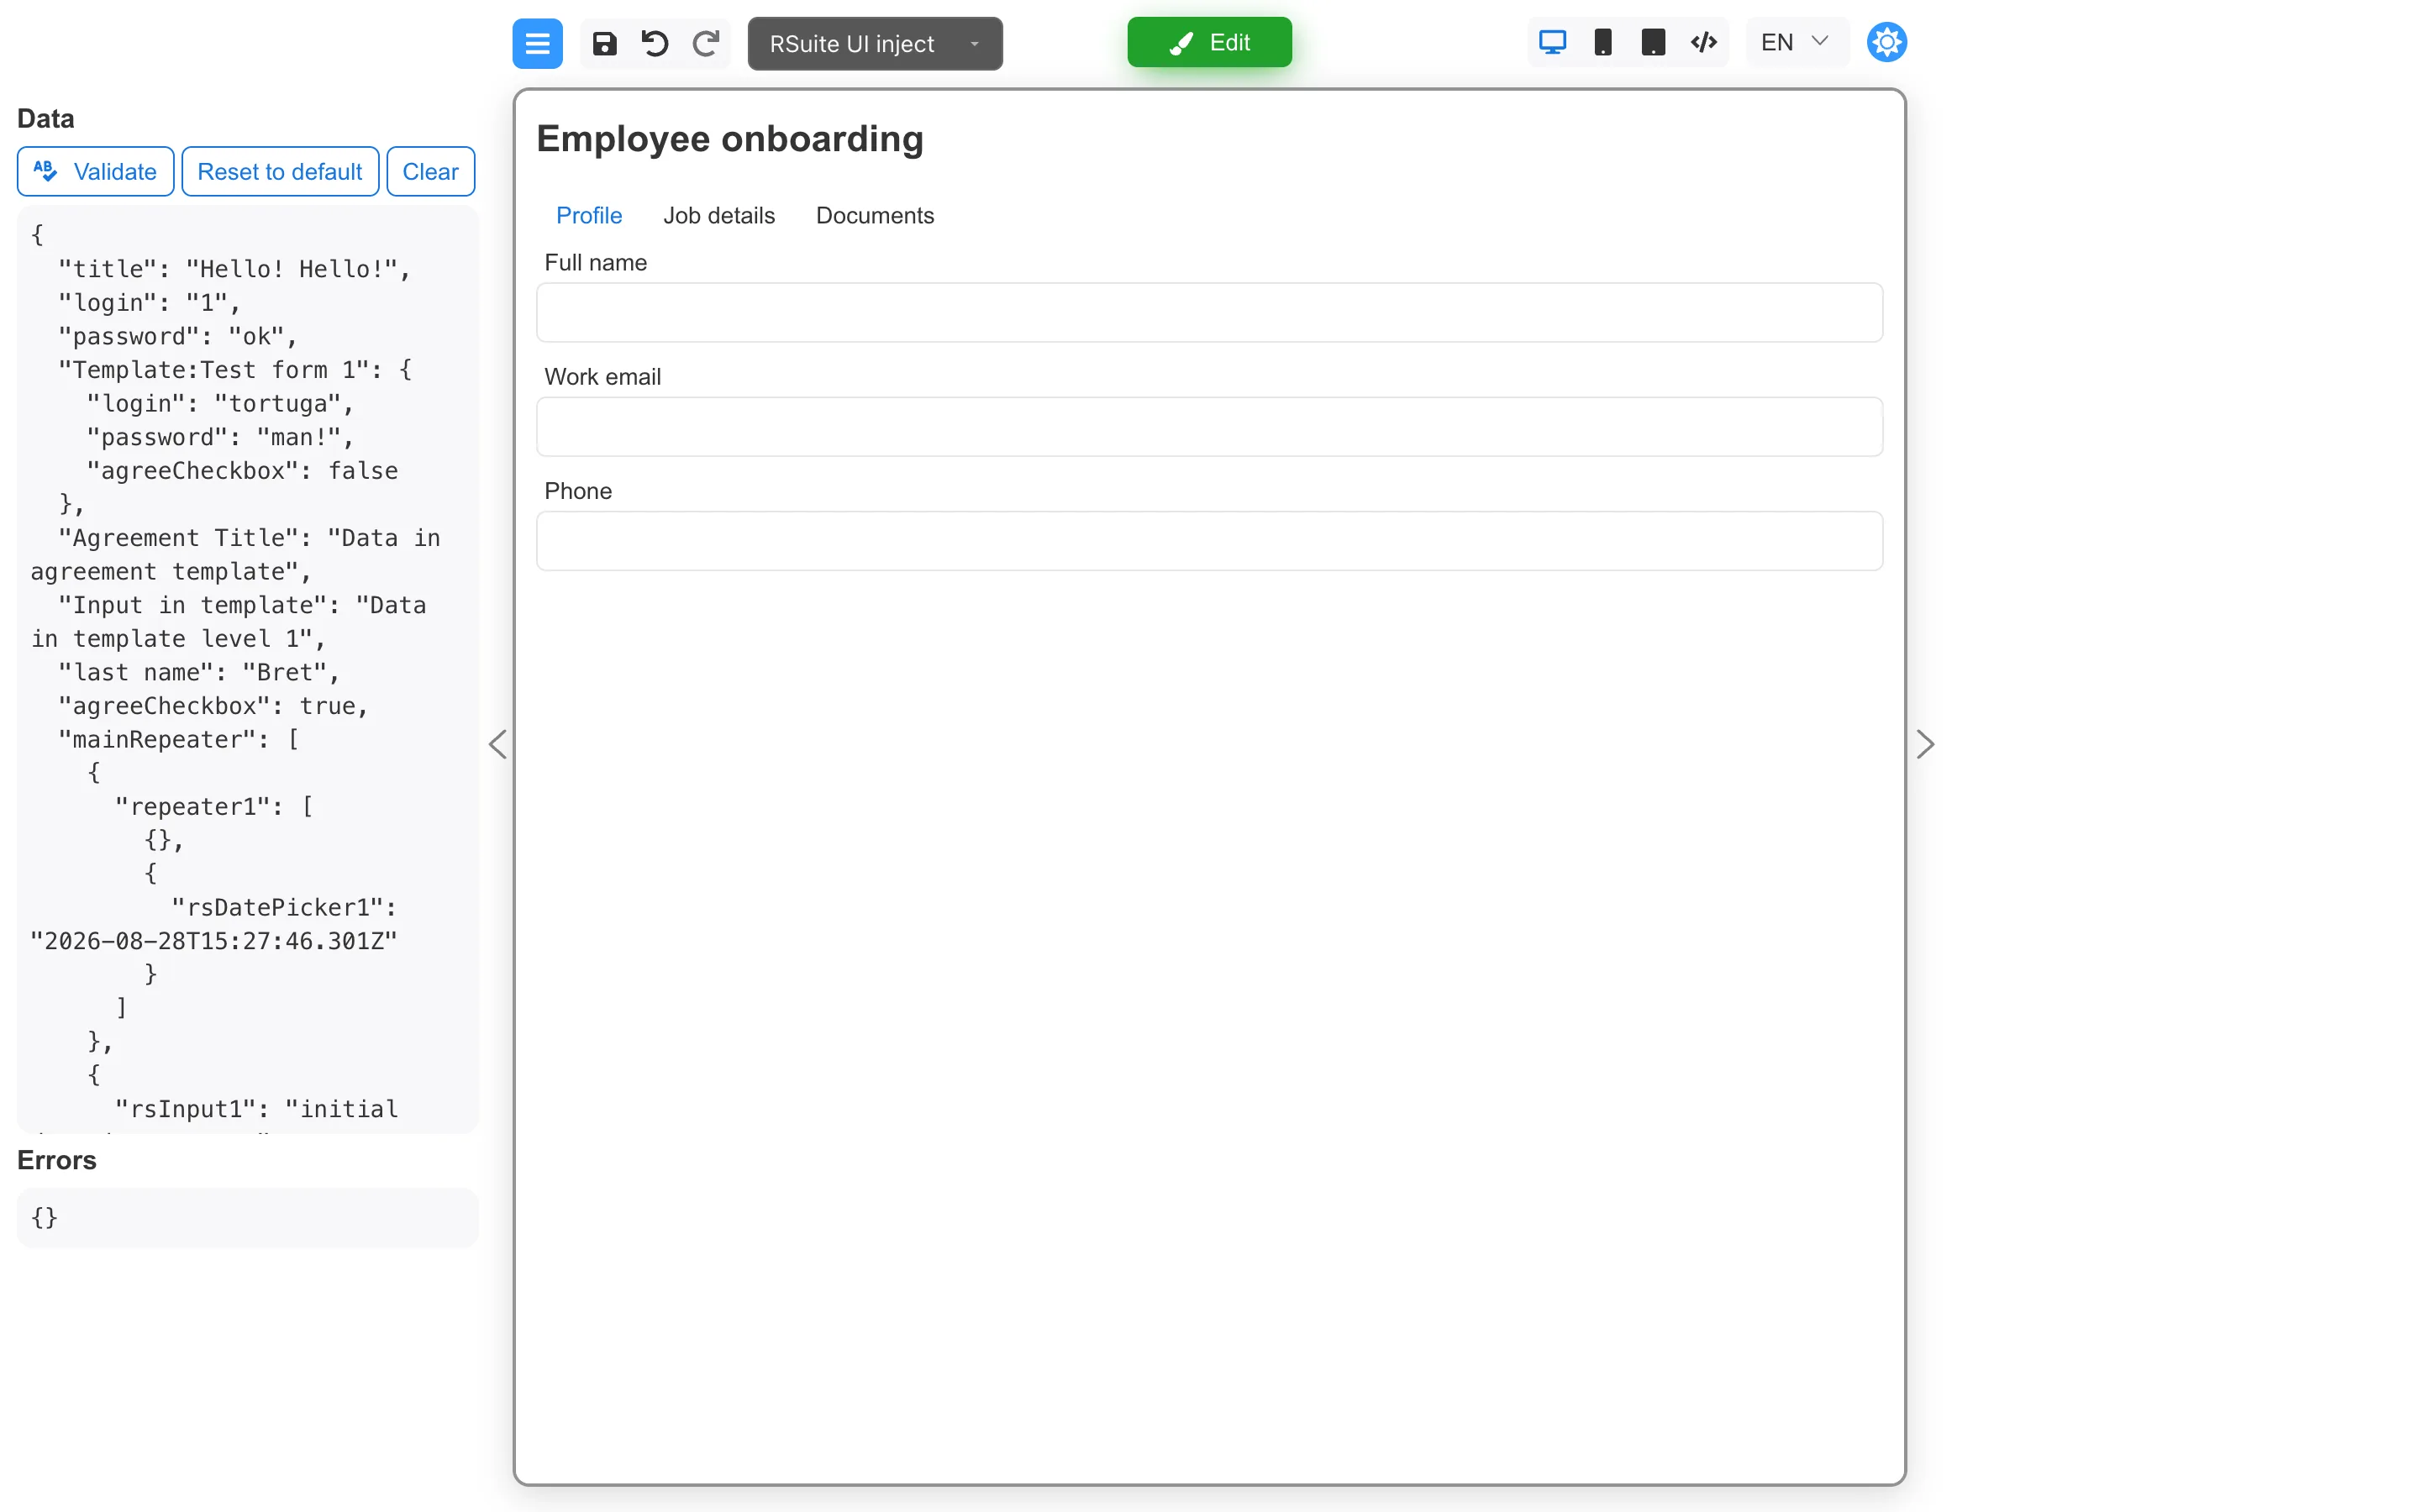 RSuite UI inject
Edit
</>
EN
Data
Validate
Reset to default
Clear
{
  "title": "Hello! Hello!",
  "login": "1",
  "password": "ok",
  "Template:Test form 1": {
    "login": "tortuga",
    "password": "man!",
    "agreeCheckbox": false
  },
  "Agreement Title": "Data in
agreement template",
  "Input in template": "Data
in template level 1",
  "last name": "Bret",
  "agreeCheckbox": true,
  "mainRepeater": [
    {
      "repeater1": [
        {},
        {
          "rsDatePicker1":
"2026-08-28T15:27:46.301Z"
        }
      ]
    },
    {
      "rsInput1": "initial
Errors
{}
Employee onboarding
Profile
Job details
Documents
Full name
Work email
Phone